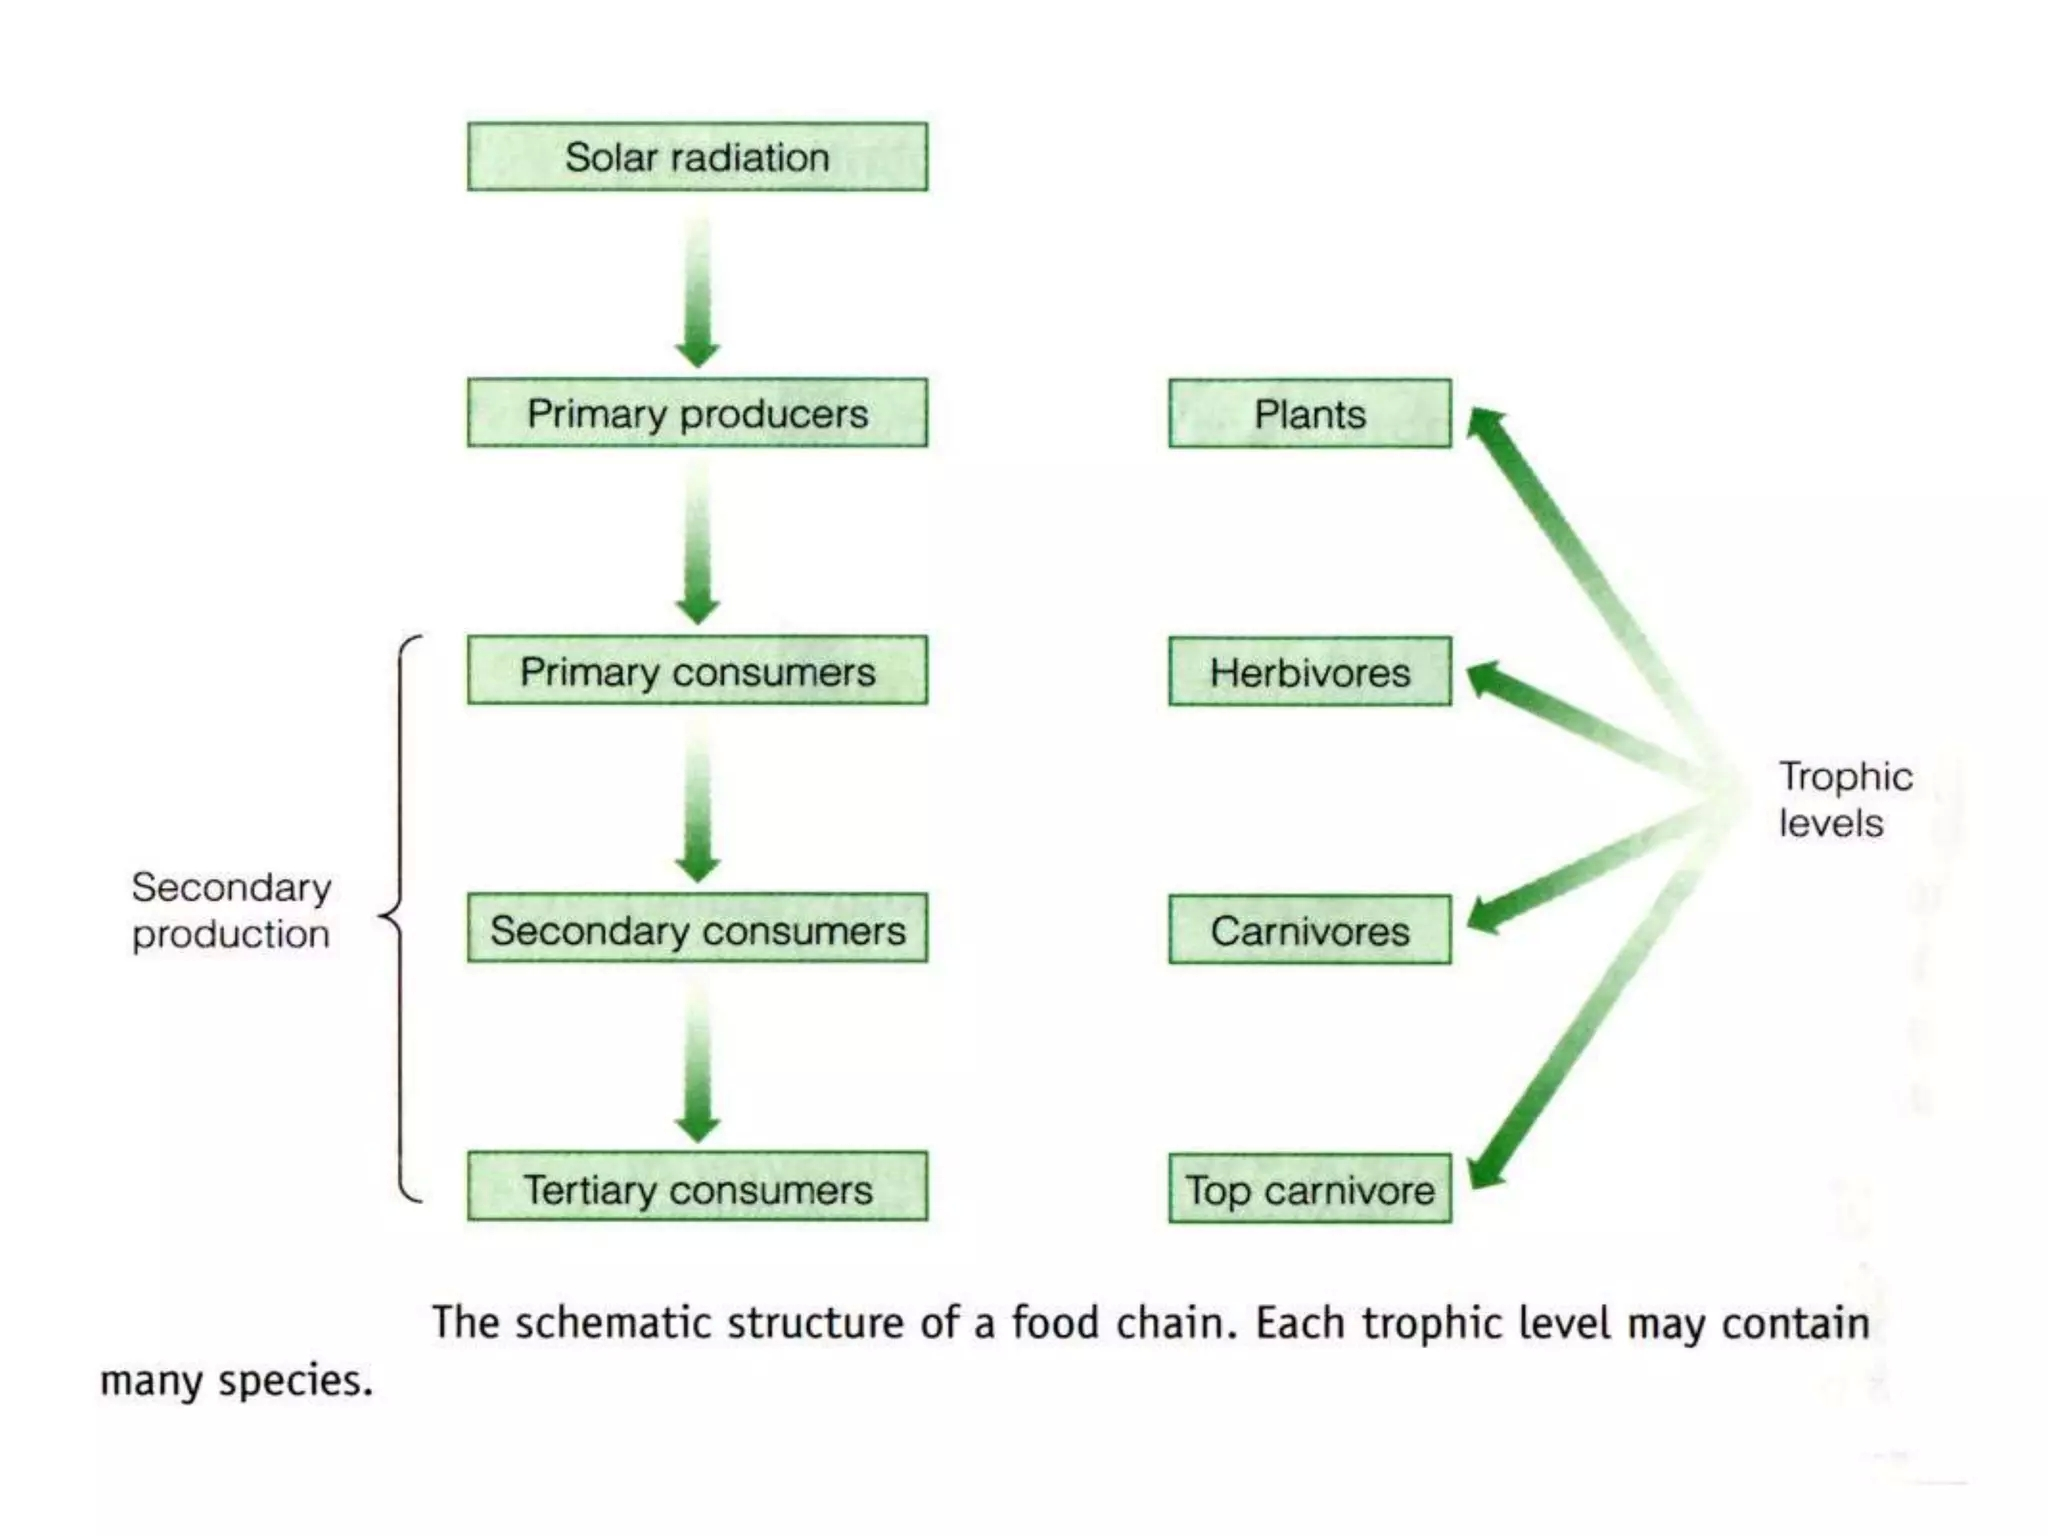 Solar radiation
Primary producers
Plants
Primary consumers
Herbivores
Trophic
levels
Secondary
production
Secondary consumers
Carnivores
Tertiary consumers
Top carnivore
The schematic structure of a food chain. Each trophic level may contain
many species.